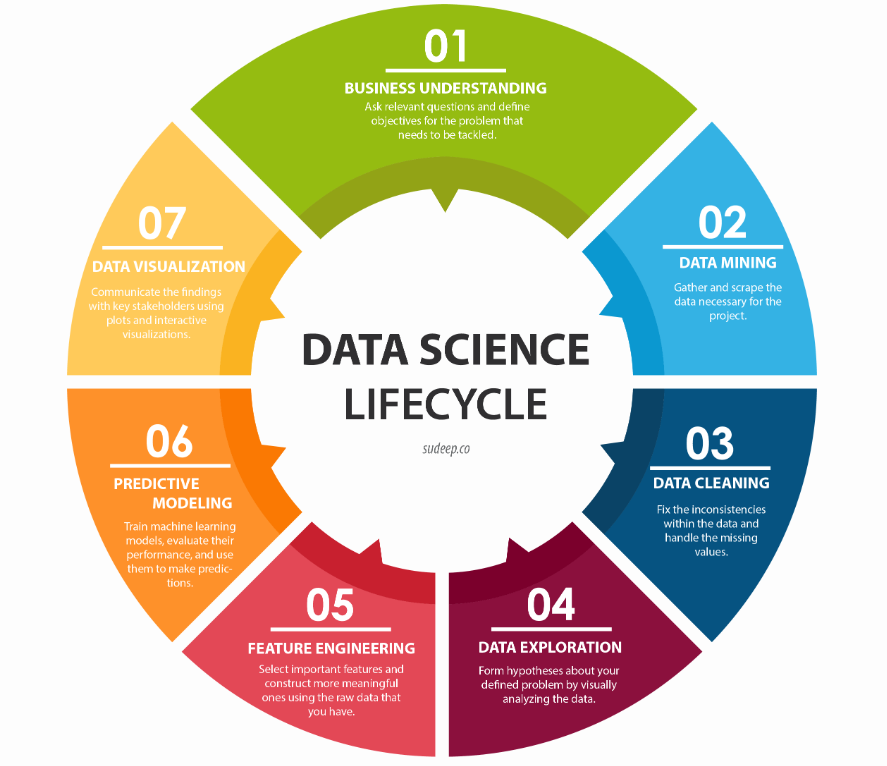 01
BUSINESS UNDERSTANDING
Ask relevant questions and define
objectives for the problem that
needs to be tackled.
02
DATA MINING
Gather and scrape the
data necessary for the
project.
03
DATA CLEANING
Fix the inconsistencies
within the data and
handle the missing
values.
04
DATA EXPLORATION
Form hypotheses about your
defined problem by visually
analyzing the data.
05
FEATURE ENGINEERING
Select important features and
construct more meaningful
ones using the raw data that
you have.
06
PREDICTIVE
MODELING
Train machine learning
models, evaluate their
performance, and use
them to make predic-
tions.
07
DATA VISUALIZATION
Communicate the findings
with key stakeholders using
plots and interactive
visualizations.
DATA SCIENCE
LIFECYCLE
sudeep.co